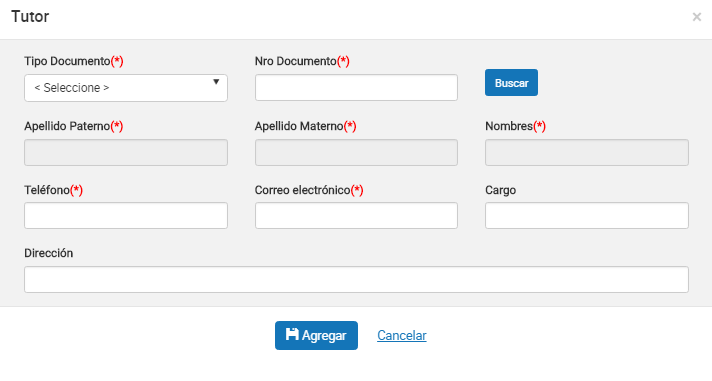 Tutor ×
Tipo Documento(*) Nro Documento(*)
< Seleccione > Buscar
Apellido Paterno(*) Apellido Materno(*) Nombres(*)
Teléfono(*) Correo electrónico(*) Cargo
Dirección
Agregar Cancelar